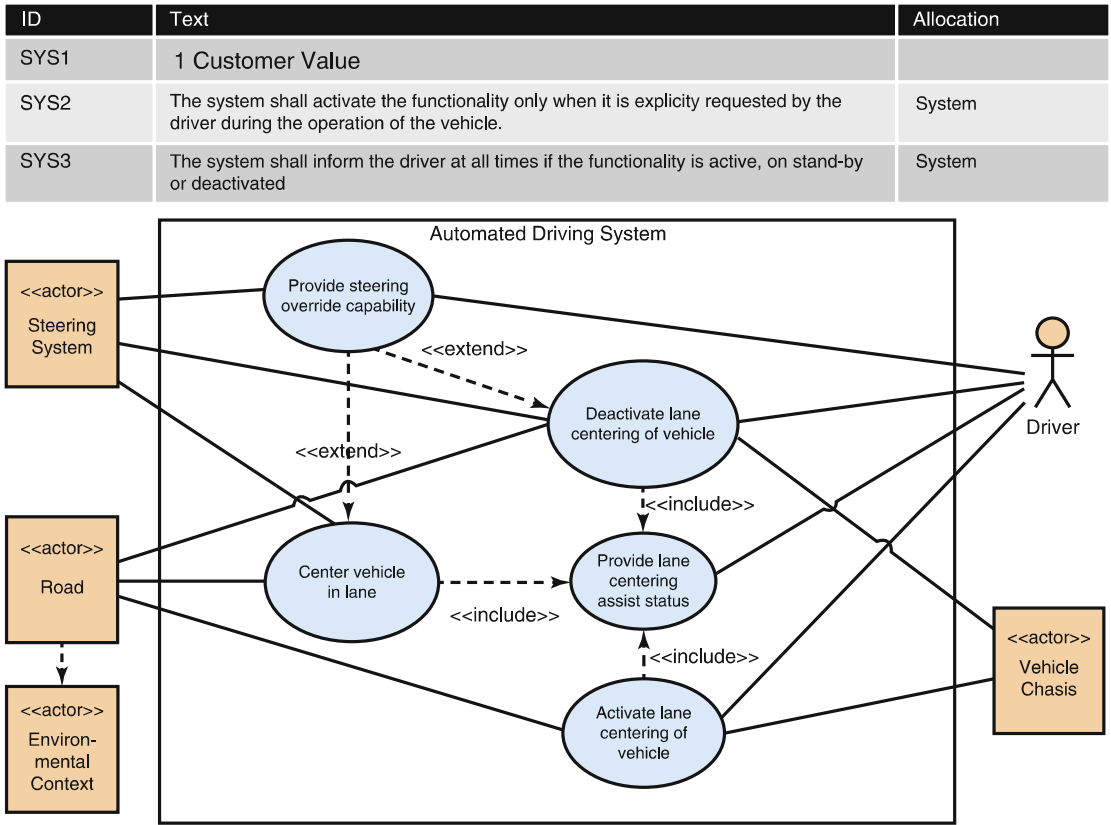 ID Text Allocation
SYS1 1 Customer Value
SYS2 The system shall activate the functionality only when it is explicity requested by the System
driver during the operation of the vehicle.
SYS3 The system shall inform the driver at all times if the functionality is active, on stand-by System
or deactivated
Automated Driving System
<<actor>>
Steering
System
Provide steering
override capability
<<extend>>
<<extend>>
Deactivate lane
centering of vehicle
Driver
<<include>>
<<actor>>
Road
Center vehicle
in lane
<<include>>
Provide lane
centering
assist status
<<include>>
<<actor>>
Vehicle
Chasis
<<actor>>
Environ-
mental
Context
Activate lane
centering of
vehicle